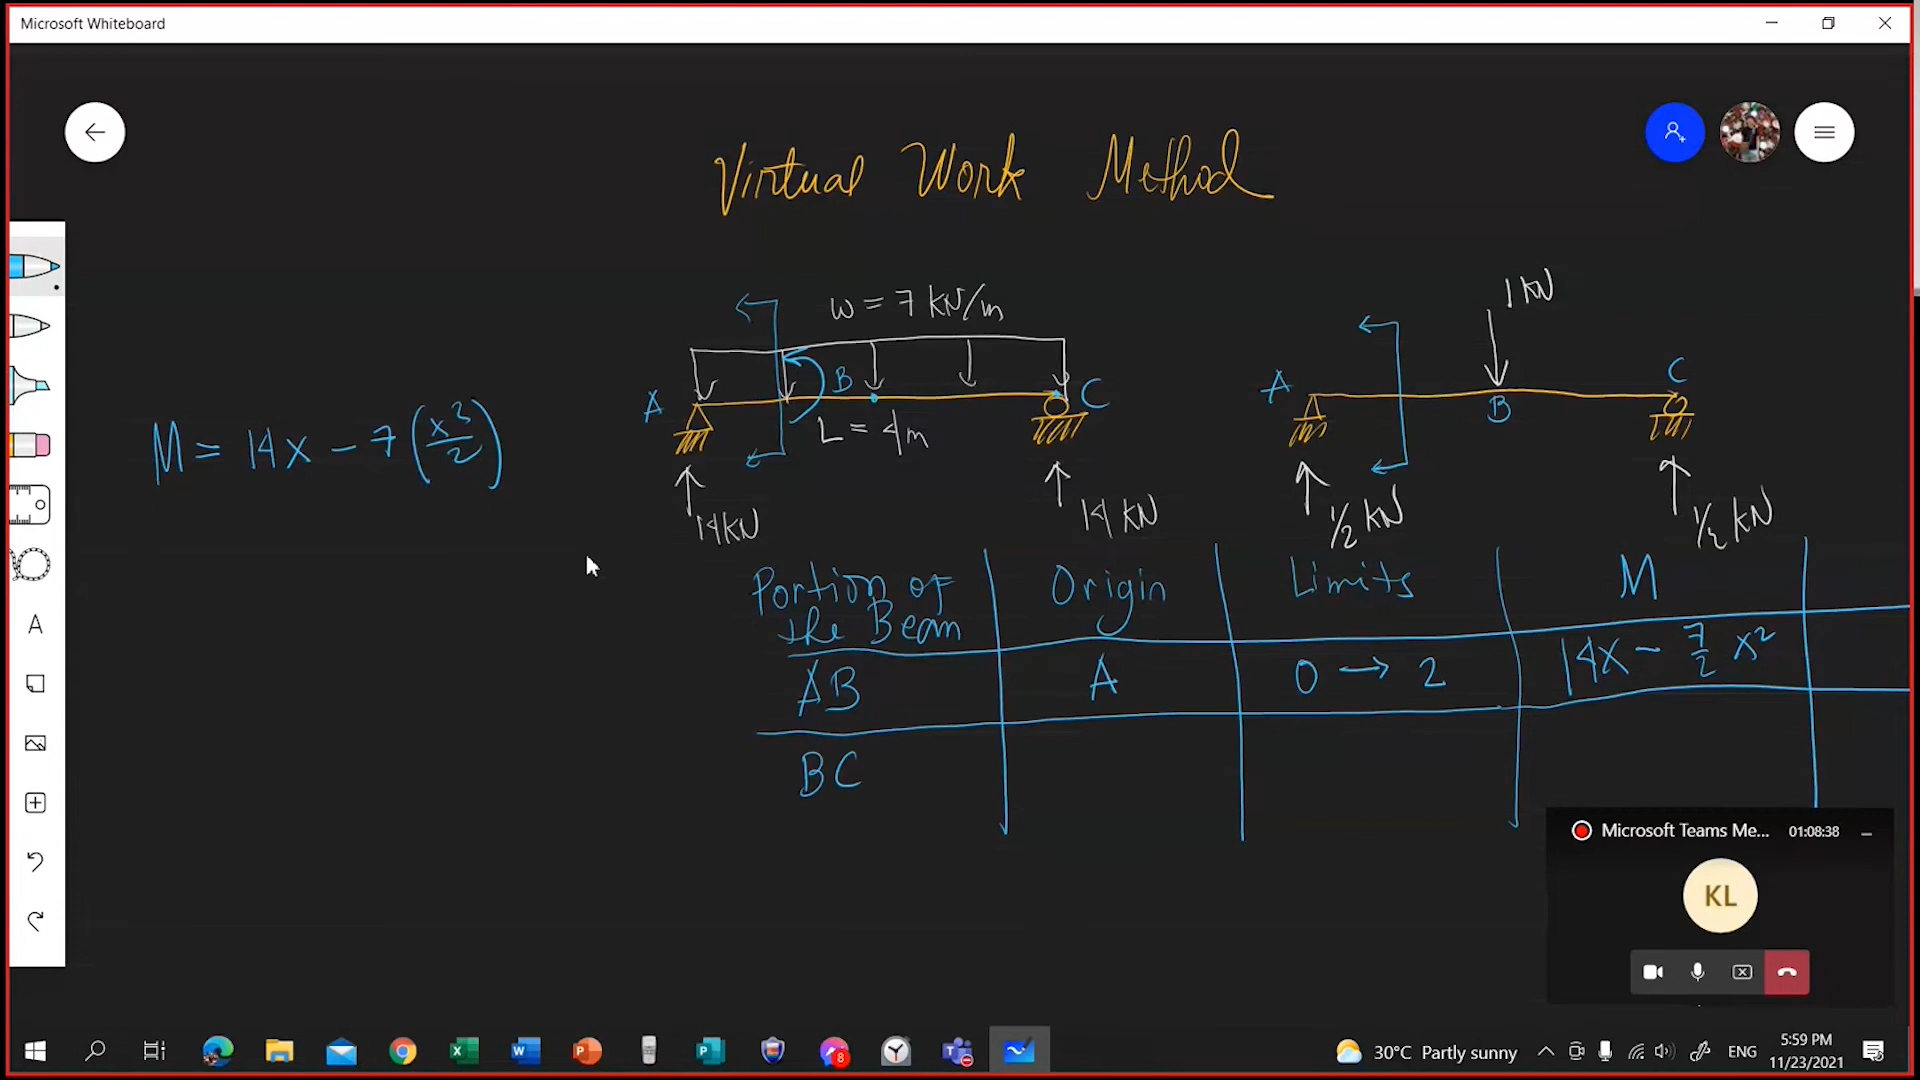 Microsoft Whiteboard
Virtual Work Method
w = 7 kN/m
1 kN
A B C
L = 4m
A B C
M = 14x - 7(x³/2)
14KN
14 KN
1/2 KN
1/2 KN
Portion of the Beam Origin Limits M
AB A 0 → 2 14x - 7/2 x²
BC
A
Microsoft Teams Me... 01:08:38
KL
8
30°C Partly sunny
ENG
5:59 PM
11/23/2021